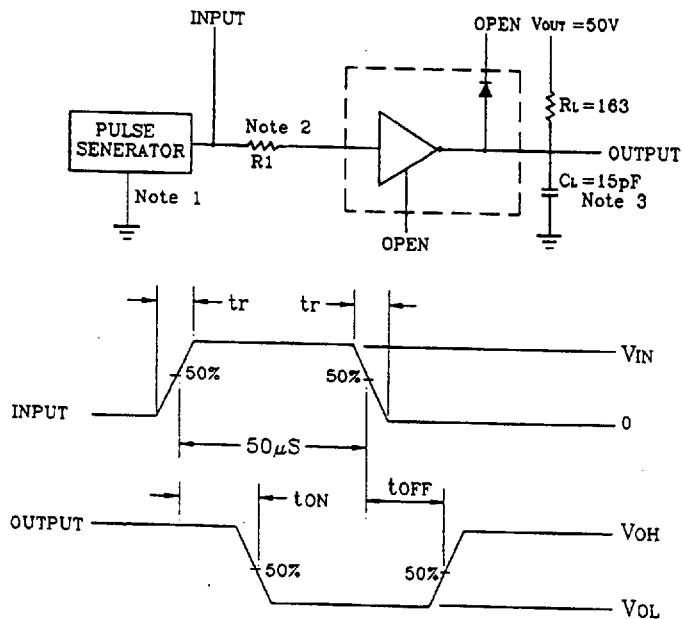 INPUT
OPEN VOUT =50V
PULSE
SENERATOR
Note 2
R1
RL=163
OUTPUT
CL=15pF
Note 3
Note 1
OPEN
tr
tr
50%
50%
VIN
INPUT
0
50µS
tON
tOFF
OUTPUT
50%
50%
VOH
VOL